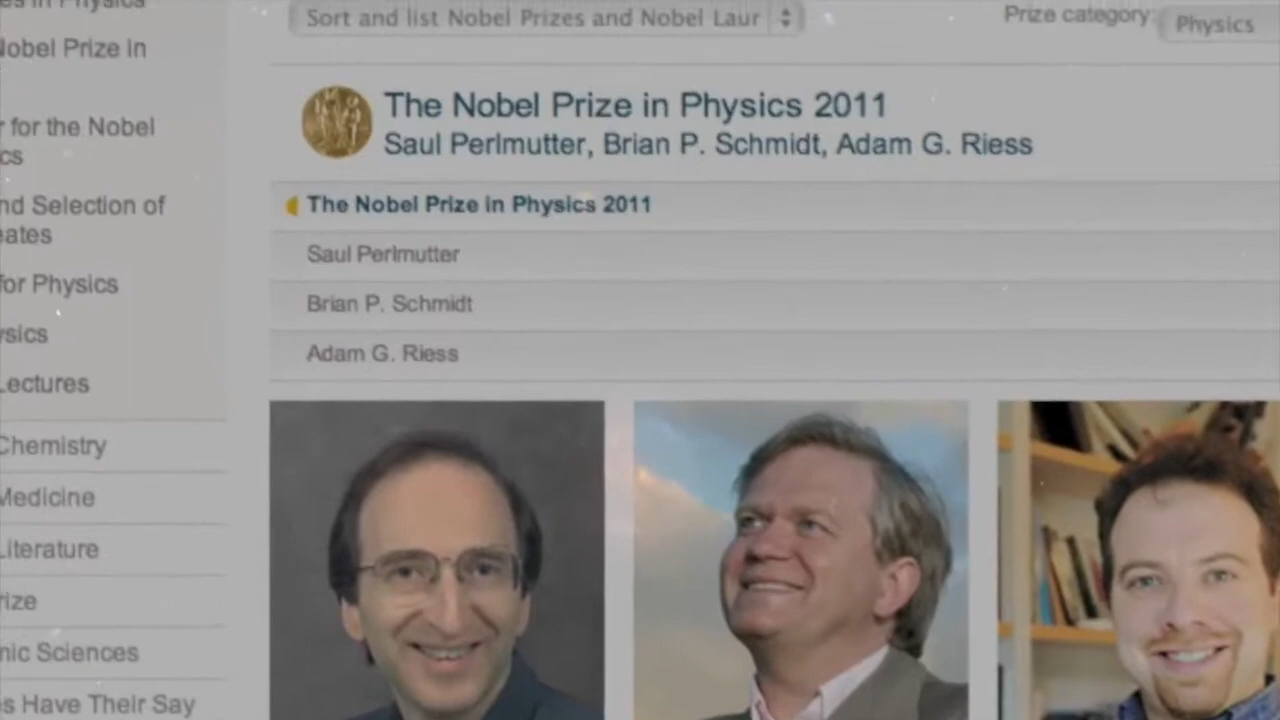 es in Physics
Nobel Prize in
r for the Nobel
cs
nd Selection of
eates
for Physics
ysics
Lectures
Chemistry
Medicine
Literature
rize
mic Sciences
es Have Their Say
Sort and list Nobel Prizes and Nobel Laur
Prize category:
Physics
The Nobel Prize in Physics 2011
Saul Perlmutter, Brian P. Schmidt, Adam G. Riess
The Nobel Prize in Physics 2011
Saul Perlmutter
Brian P. Schmidt
Adam G. Riess